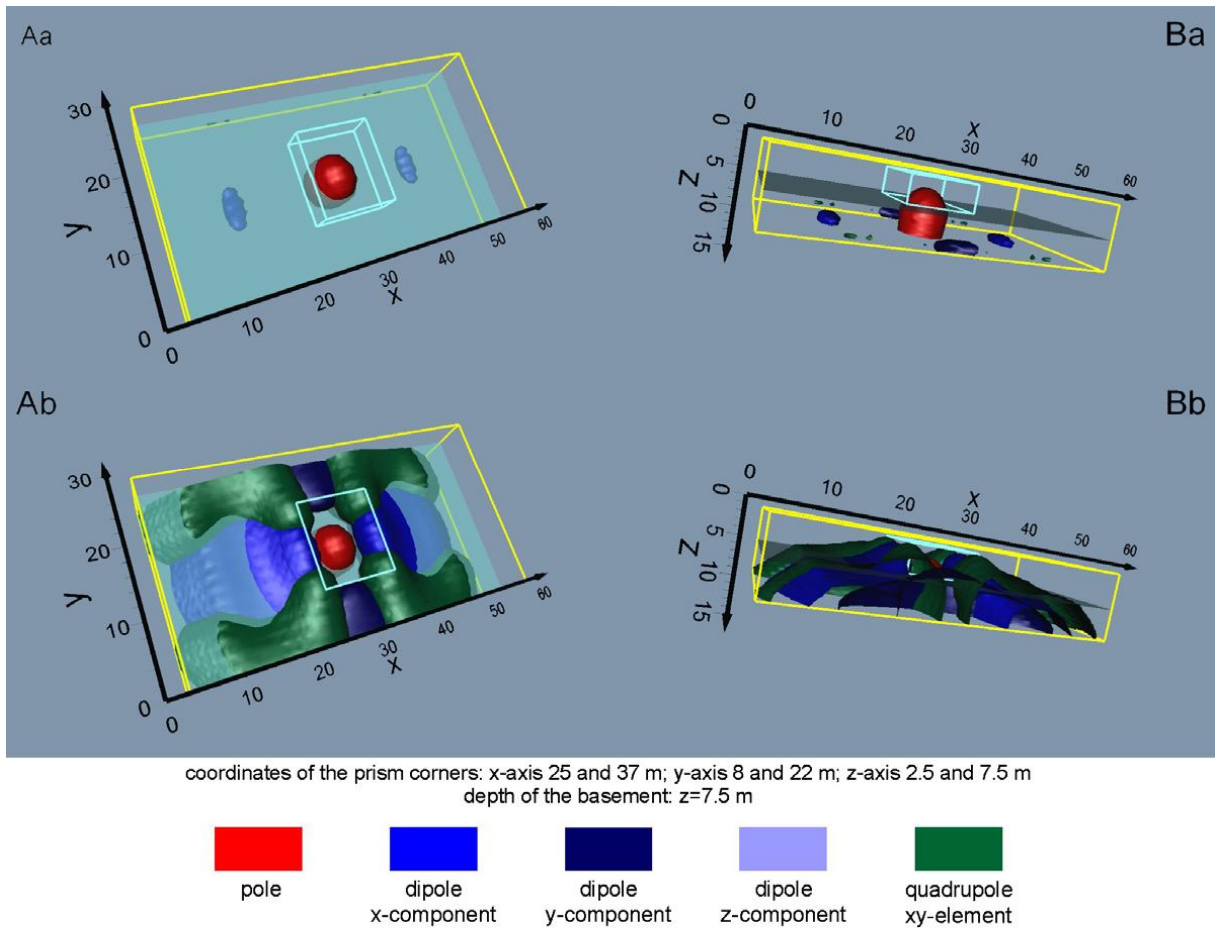 Aa
30
20
10
0
y
0
10
20
30
40
50
60
X
Ba
0
10
20
X
30
40
50
60
0
5
10
15
Z
Ab
30
20
10
0
y
0
10
20
30
40
50
60
X
Bb
0
10
20
X
30
40
50
60
0
5
10
15
Z
coordinates of the prism corners: x-axis 25 and 37 m; y-axis 8 and 22 m; z-axis 2.5 and 7.5 m
depth of the basement: z=7.5 m
pole
dipole
x-component
dipole
y-component
dipole
z-component
quadrupole
xy-element